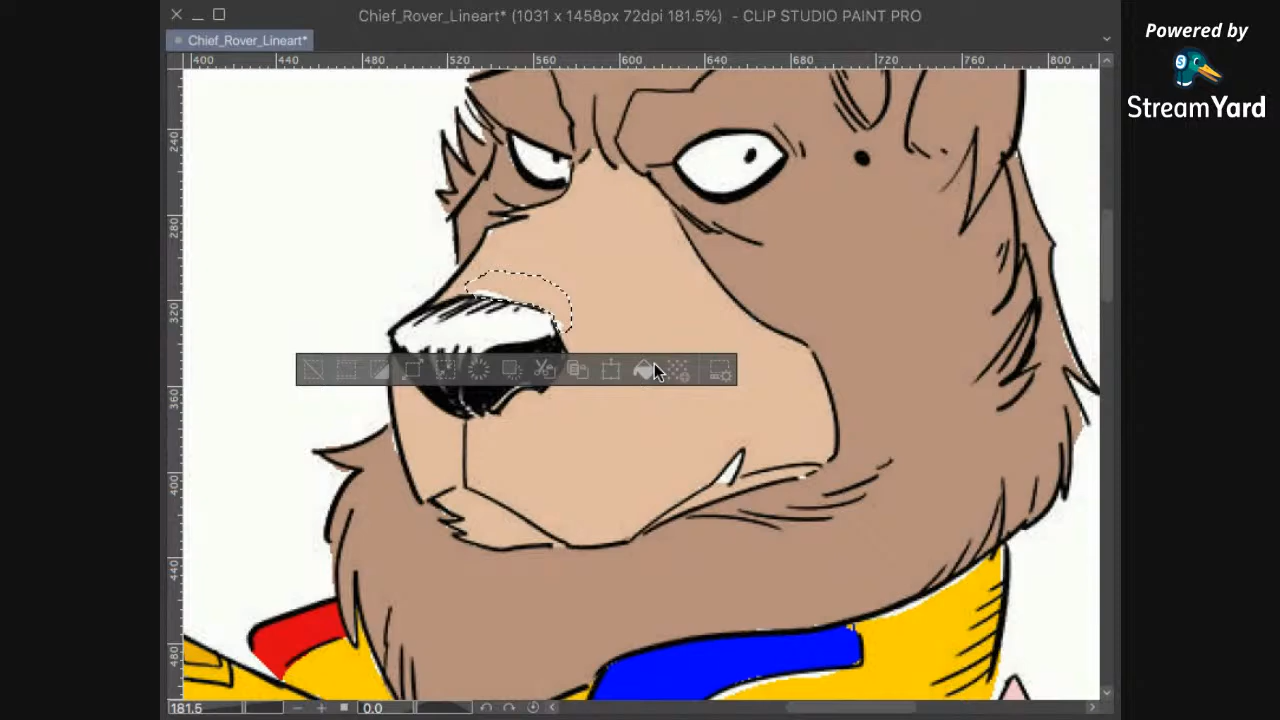 Chief_Rover_Lineart* (1031 x 1458px 72dpi 181.5%) - CLIP STUDIO PAINT PRO
Powered by
StreamYard
Chief_Rover_Lineart*
400 440 480 520 560 600 640 680 720 760 800
240
280
320
360
400
440
480
181.5 0.0